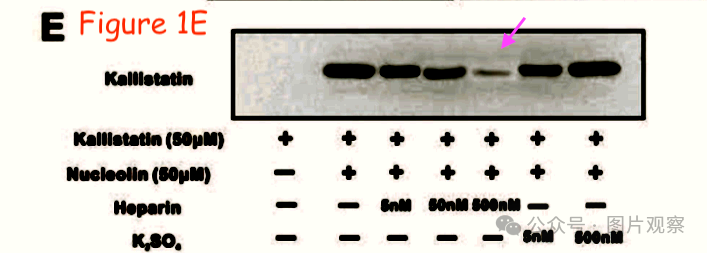 E Figure 1E
Kallistatin
Kallistatin (50μM) + + + + + + +
Nucleolin (50μM) − + + + + + +
Heparin − − 5nM 50nM 500nM − −
K₂SO₄ − − − − − 5nM 500nM
公众号 · 图片观察